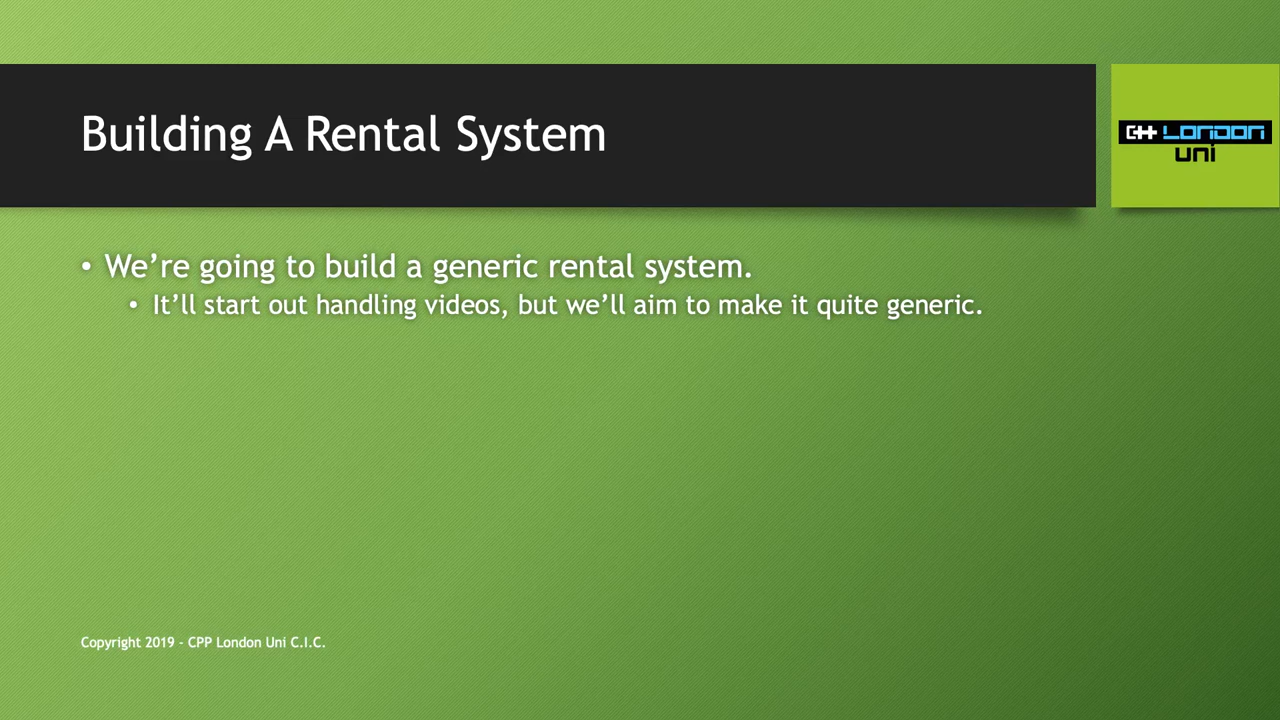 Building A Rental System
C++ LONDON
uni
• We’re going to build a generic rental system.
• It’ll start out handling videos, but we’ll aim to make it quite generic.
Copyright 2019 - CPP London Uni C.I.C.